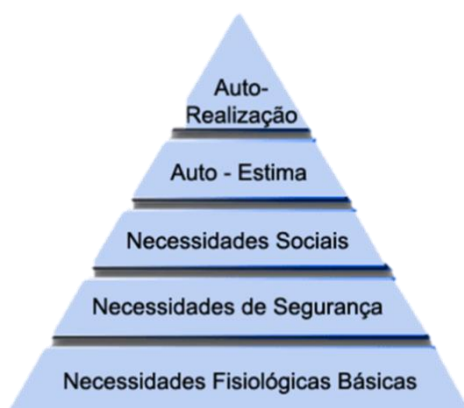 Auto-
Realização
Auto - Estima
Necessidades Sociais
Necessidades de Segurança
Necessidades Fisiológicas Básicas